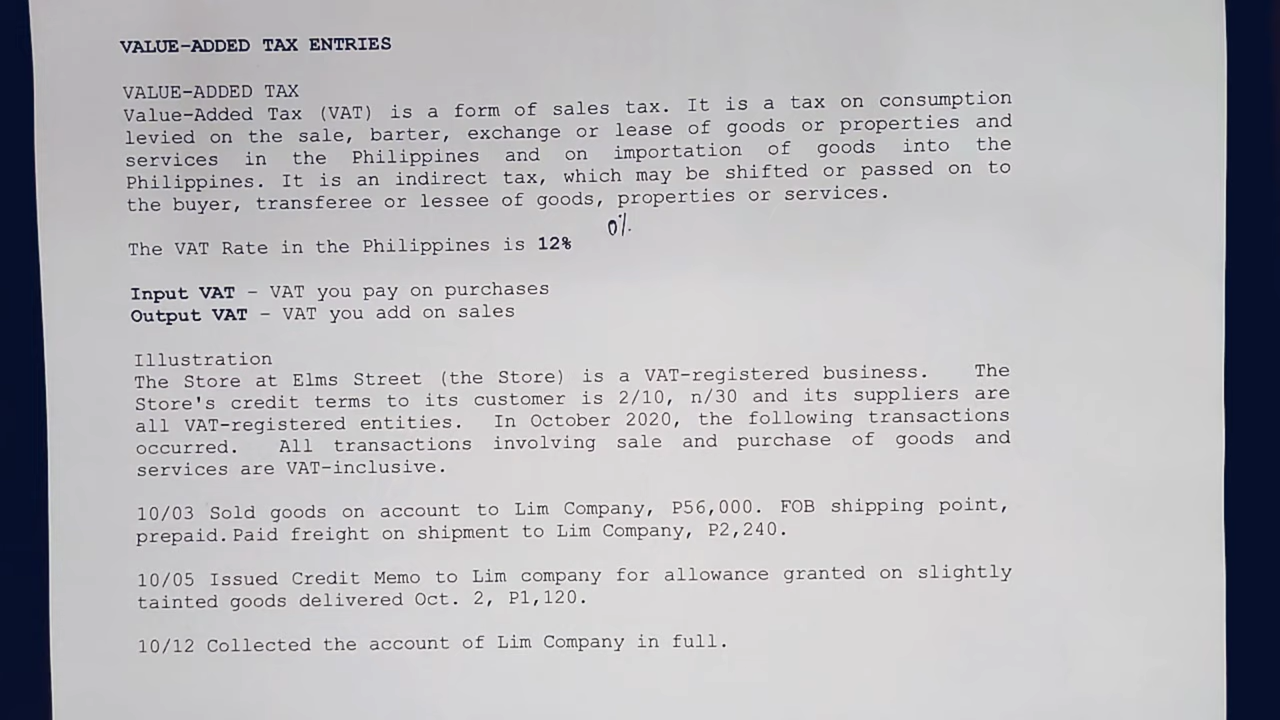 VALUE-ADDED TAX ENTRIES
VALUE-ADDED TAX
Value-Added Tax (VAT) is a form of sales tax. It is a tax on consumption
levied on the sale, barter, exchange or lease of goods or properties and
services in the Philippines and on importation of goods into the
Philippines. It is an indirect tax, which may be shifted or passed on to
the buyer, transferee or lessee of goods, properties or services.
0%
The VAT Rate in the Philippines is 12%
Input VAT - VAT you pay on purchases
Output VAT - VAT you add on sales
Illustration
The Store at Elms Street (the Store) is a VAT-registered business. The
Store's credit terms to its customer is 2/10, n/30 and its suppliers are
all VAT-registered entities. In October 2020, the following transactions
occurred. All transactions involving sale and purchase of goods and
services are VAT-inclusive.
10/03 Sold goods on account to Lim Company, P56,000. FOB shipping point,
prepaid. Paid freight on shipment to Lim Company, P2,240.
10/05 Issued Credit Memo to Lim company for allowance granted on slightly
tainted goods delivered Oct. 2, P1,120.
10/12 Collected the account of Lim Company in full.